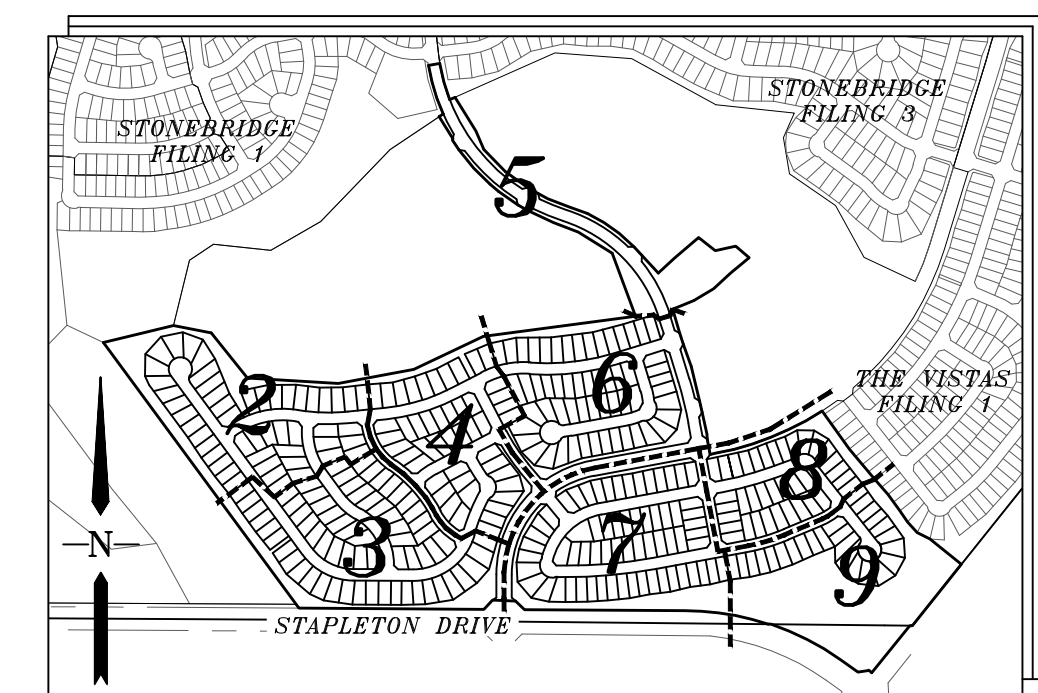 STONEBRIDGE
FILING 3
STONEBRIDGE
FILING 1
5
6
THE VISTAS
FILING 1
2
4
8
7
3
N
9
STAPLETON DRIVE